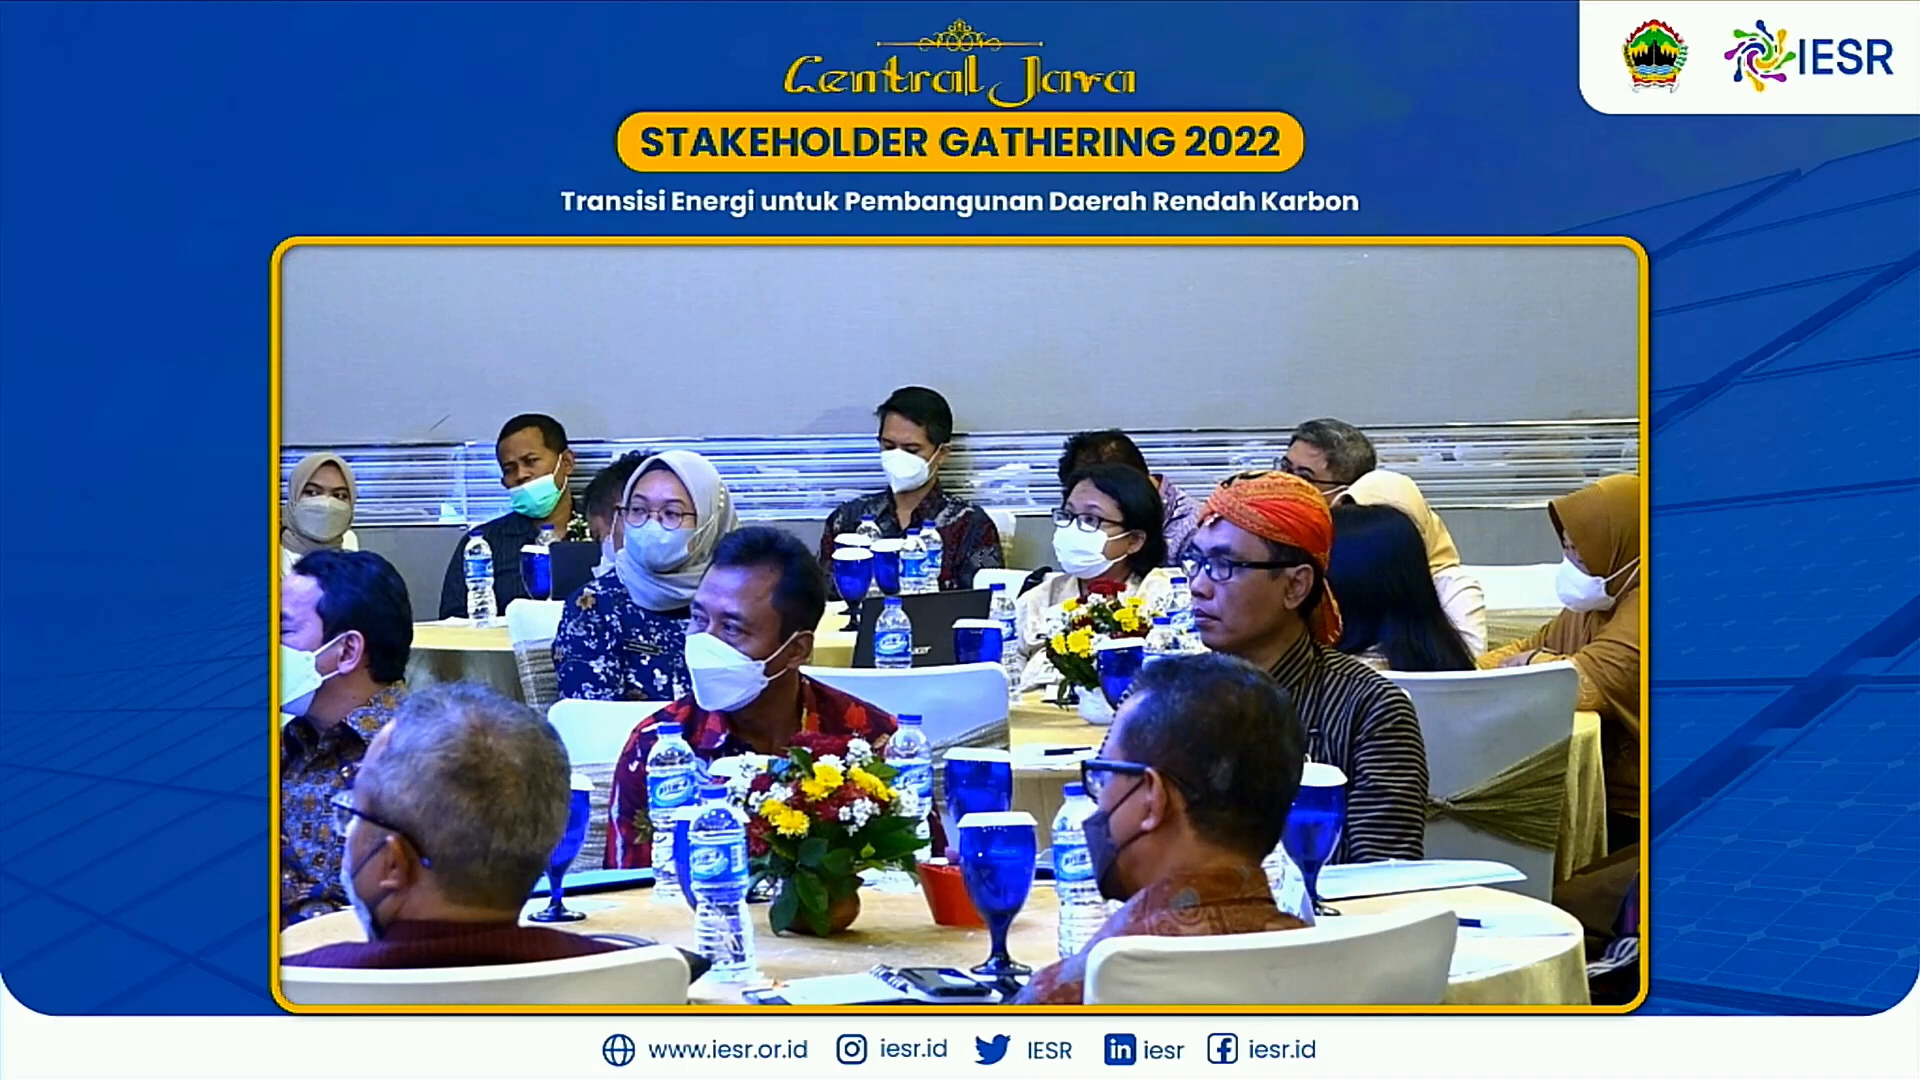 Central Java
STAKEHOLDER GATHERING 2022
Transisi Energi untuk Pembangunan Daerah Rendah Karbon
IESR
acer
www.iesr.or.id
iesr.id
IESR
iesr
iesr.id